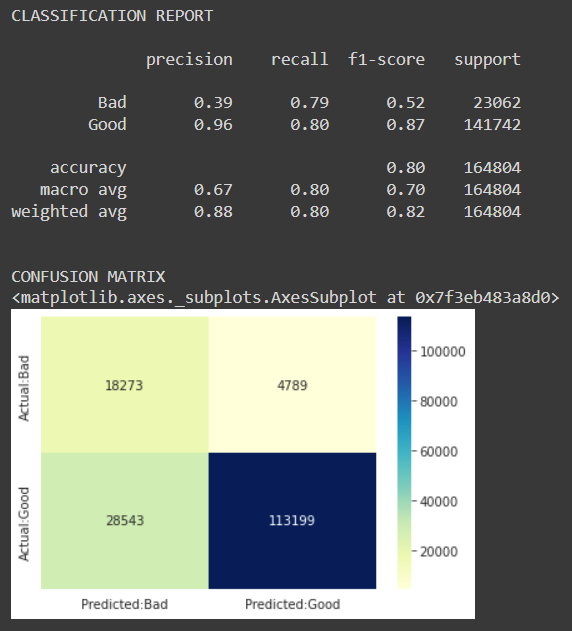 CLASSIFICATION REPORT
precision recall f1-score support
Bad 0.39 0.79 0.52 23062
Good 0.96 0.80 0.87 141742
accuracy 0.80 164804
macro avg 0.67 0.80 0.70 164804
weighted avg 0.88 0.80 0.82 164804
CONFUSION MATRIX
<matplotlib.axes._subplots.AxesSubplot at 0x7f3eb483a8d0>
Actual:Bad
18273 4789
Actual:Good
28543 113199
Predicted:Bad Predicted:Good
100000
80000
60000
40000
20000